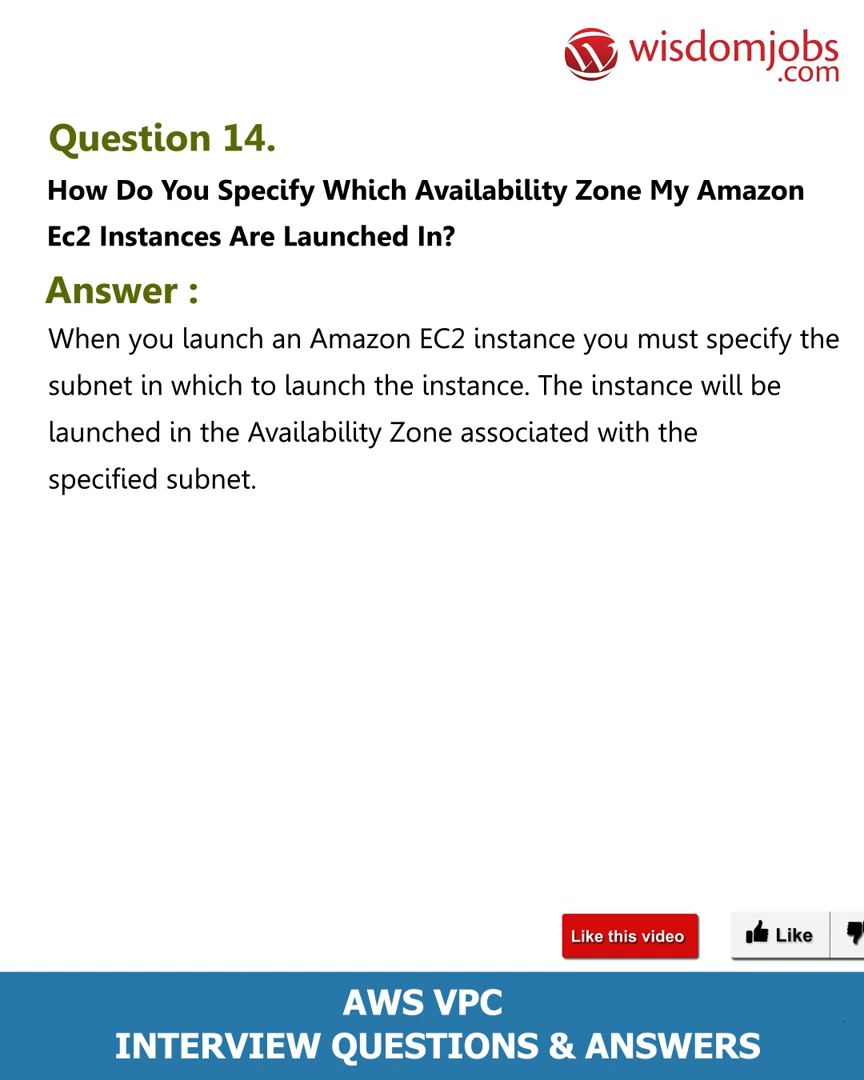 wisdomjobs
.com
Question 14.
How Do You Specify Which Availability Zone My Amazon
Ec2 Instances Are Launched In?
Answer :
When you launch an Amazon EC2 instance you must specify the
subnet in which to launch the instance. The instance will be
launched in the Availability Zone associated with the
specified subnet.
Like this video
Like
AWS VPC
INTERVIEW QUESTIONS & ANSWERS